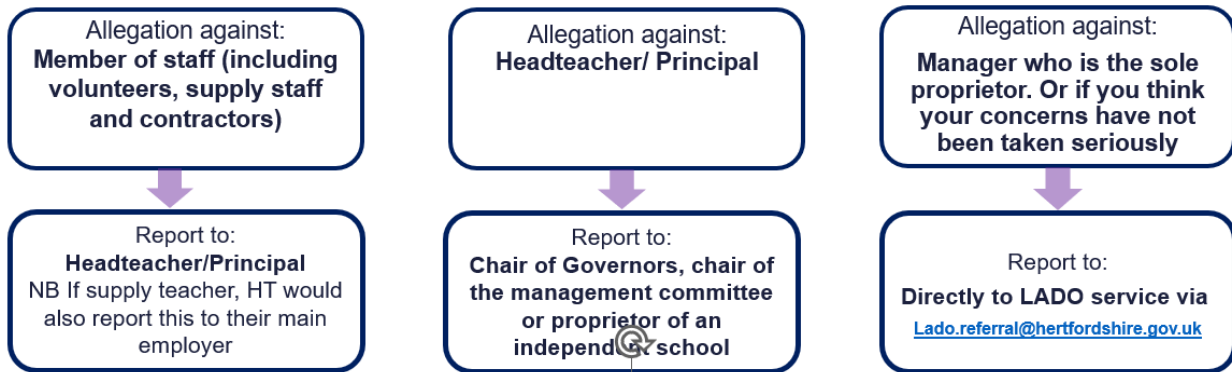 Allegation against:
Member of staff (including
volunteers, supply staff
and contractors)
Report to:
Headteacher/Principal
NB If supply teacher, HT would
also report this to their main
employer
Allegation against:
Headteacher/ Principal
Report to:
Chair of Governors, chair of
the management committee
or proprietor of an
independent school
Allegation against:
Manager who is the sole
proprietor. Or if you think
your concerns have not
been taken seriously
Report to:
Directly to LADO service via
Lado.referral@hertfordshire.gov.uk